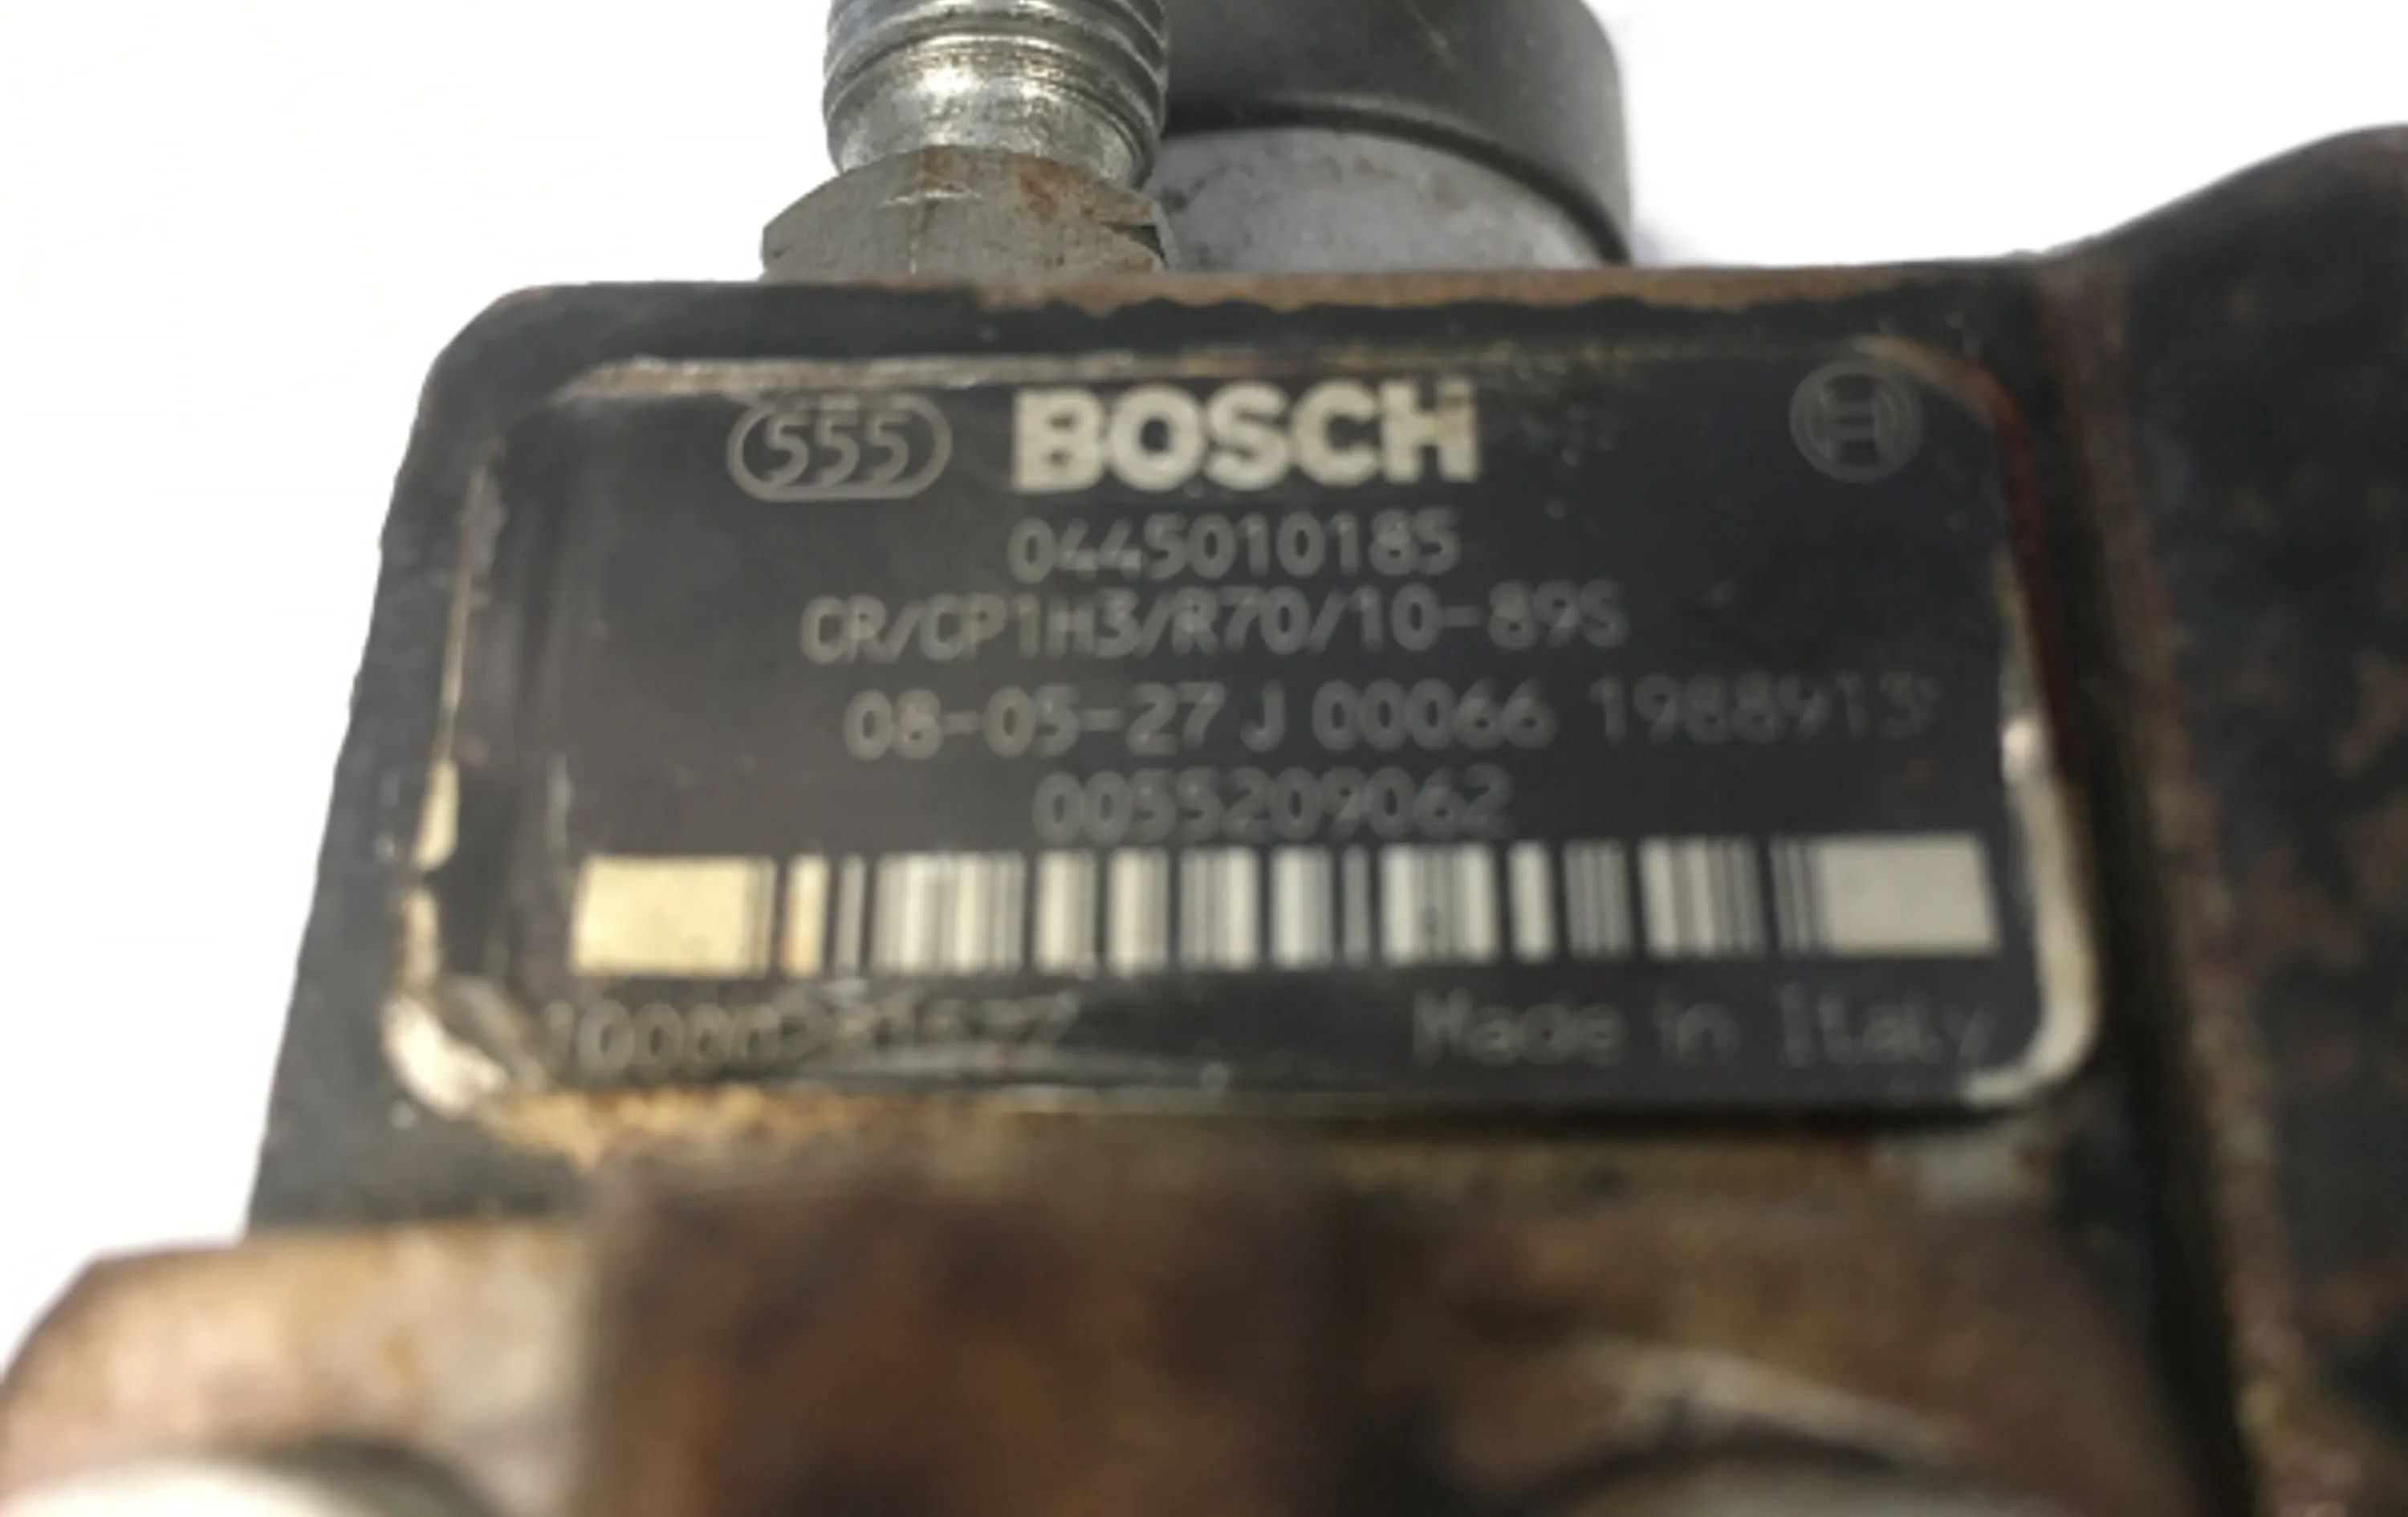 555 BOSCH
0445010185
CR/CP1H3/R70/10-89S
08-05-27 J 00066 1988913
0055209062
Made in Italy